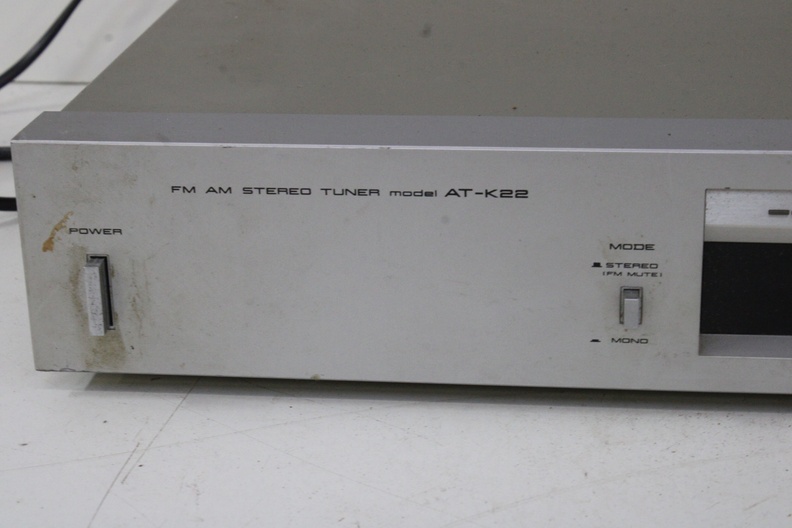 FM AM STEREO TUNER model AT-K22
POWER
MODE
STEREO
(FM MUTE)
MONO